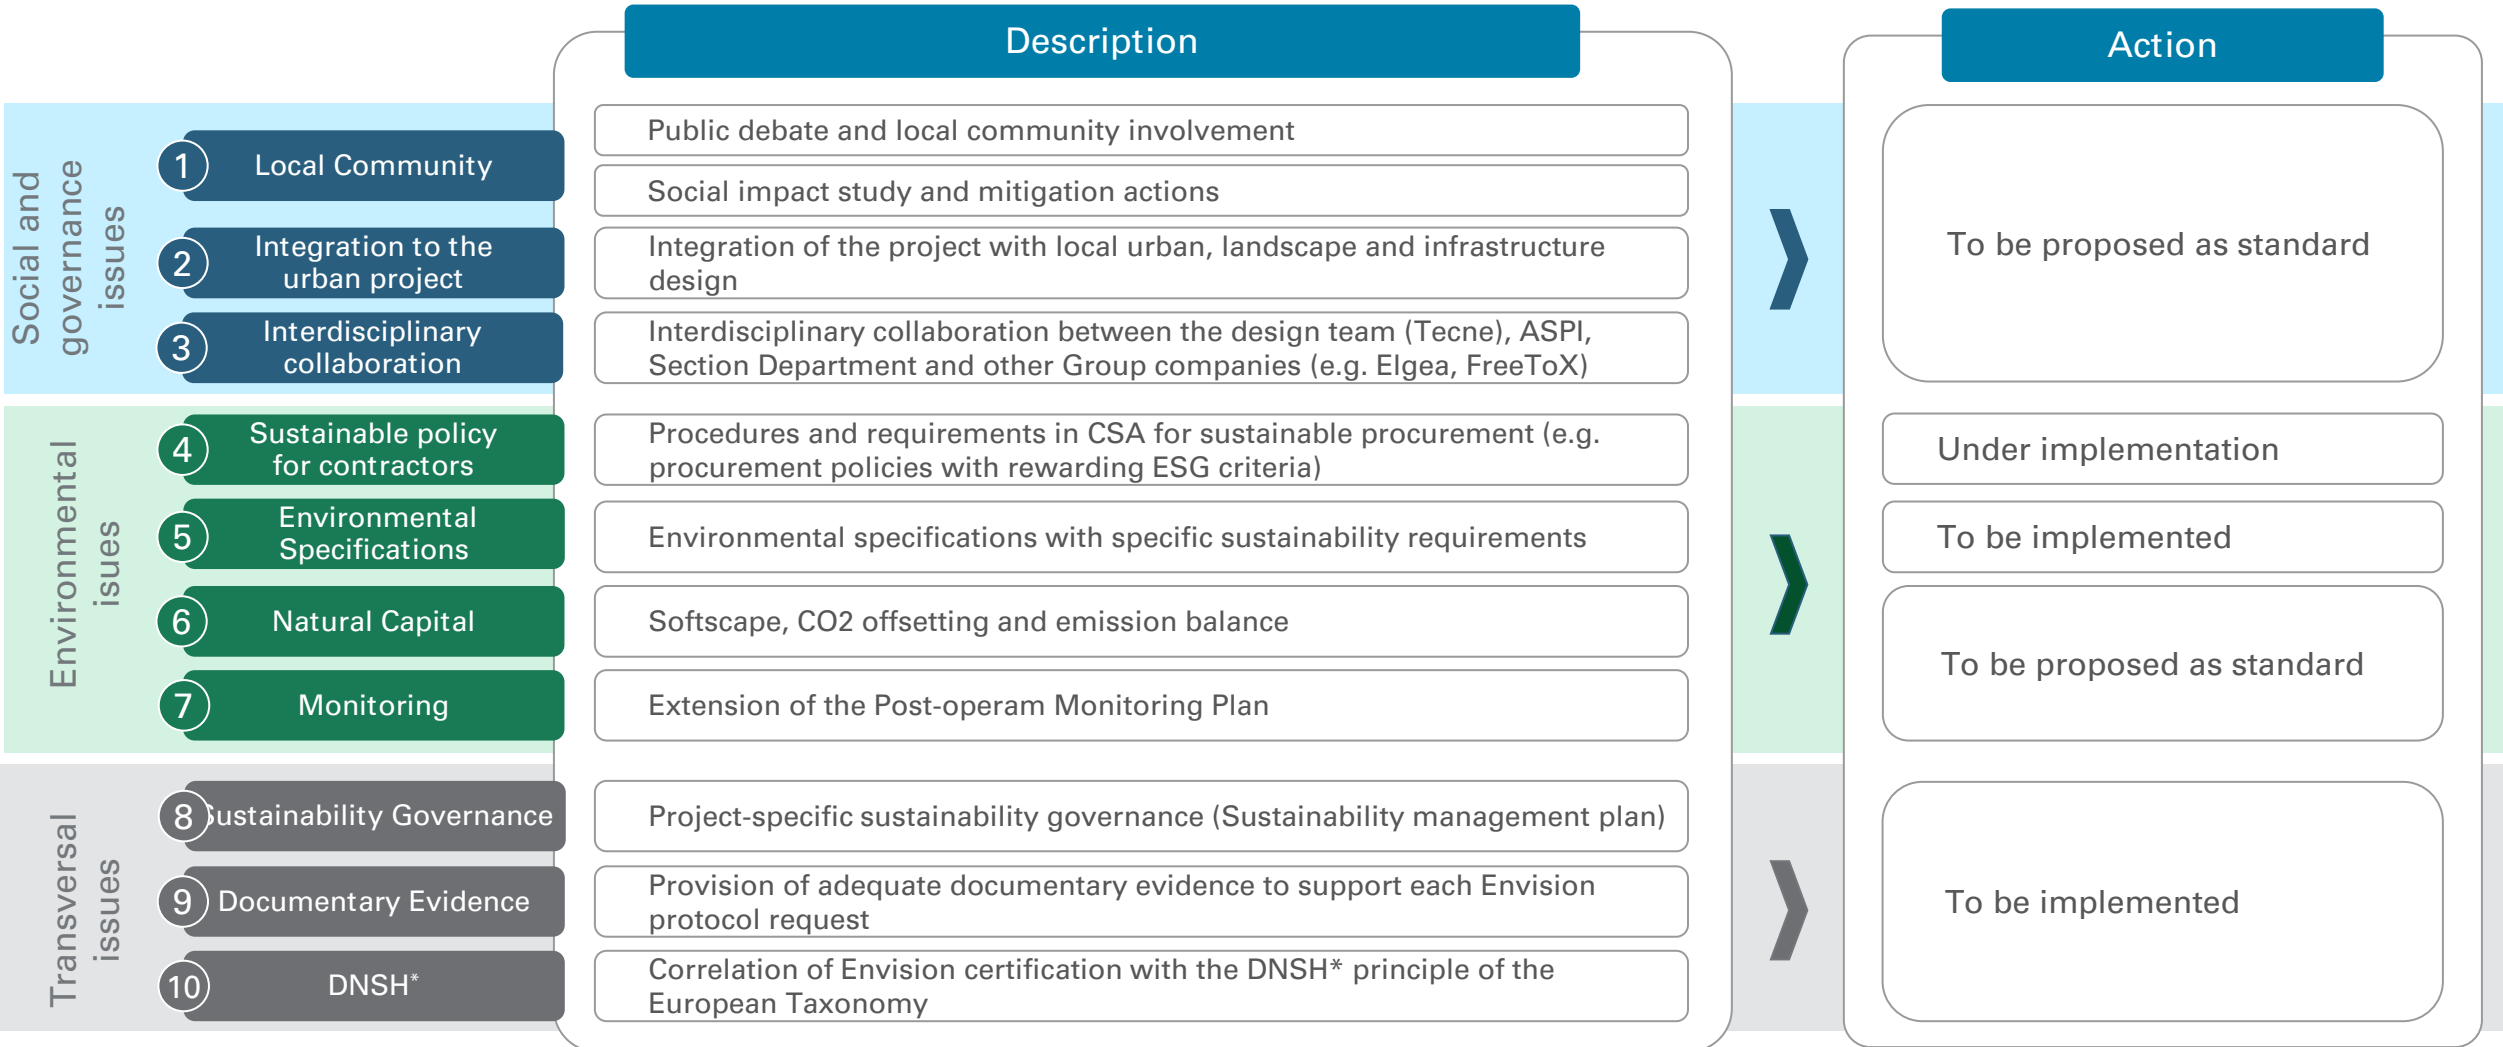 Description
Action
Social and
governance
issues
1
Local Community
Public debate and local community involvement
Social impact study and mitigation actions
2
Integration to the
urban project
Integration of the project with local urban, landscape and infrastructure
design
3
Interdisciplinary
collaboration
Interdisciplinary collaboration between the design team (Tecne), ASPI,
Section Department and other Group companies (e.g. Elgea, FreeToX)
To be proposed as standard
Environmental
isues
4
Sustainable policy
for contractors
Procedures and requirements in CSA for sustainable procurement (e.g.
procurement policies with rewarding ESG criteria)
Under implementation
5
Environmental
Specifications
Environmental specifications with specific sustainability requirements
To be implemented
6
Natural Capital
Softscape, CO2 offsetting and emission balance
7
Monitoring
Extension of the Post-operam Monitoring Plan
To be proposed as standard
Transversal
issues
8
Sustainability Governance
Project-specific sustainability governance (Sustainability management plan)
9
Documentary Evidence
Provision of adequate documentary evidence to support each Envision
protocol request
10
DNSH*
Correlation of Envision certification with the DNSH* principle of the
European Taxonomy
To be implemented